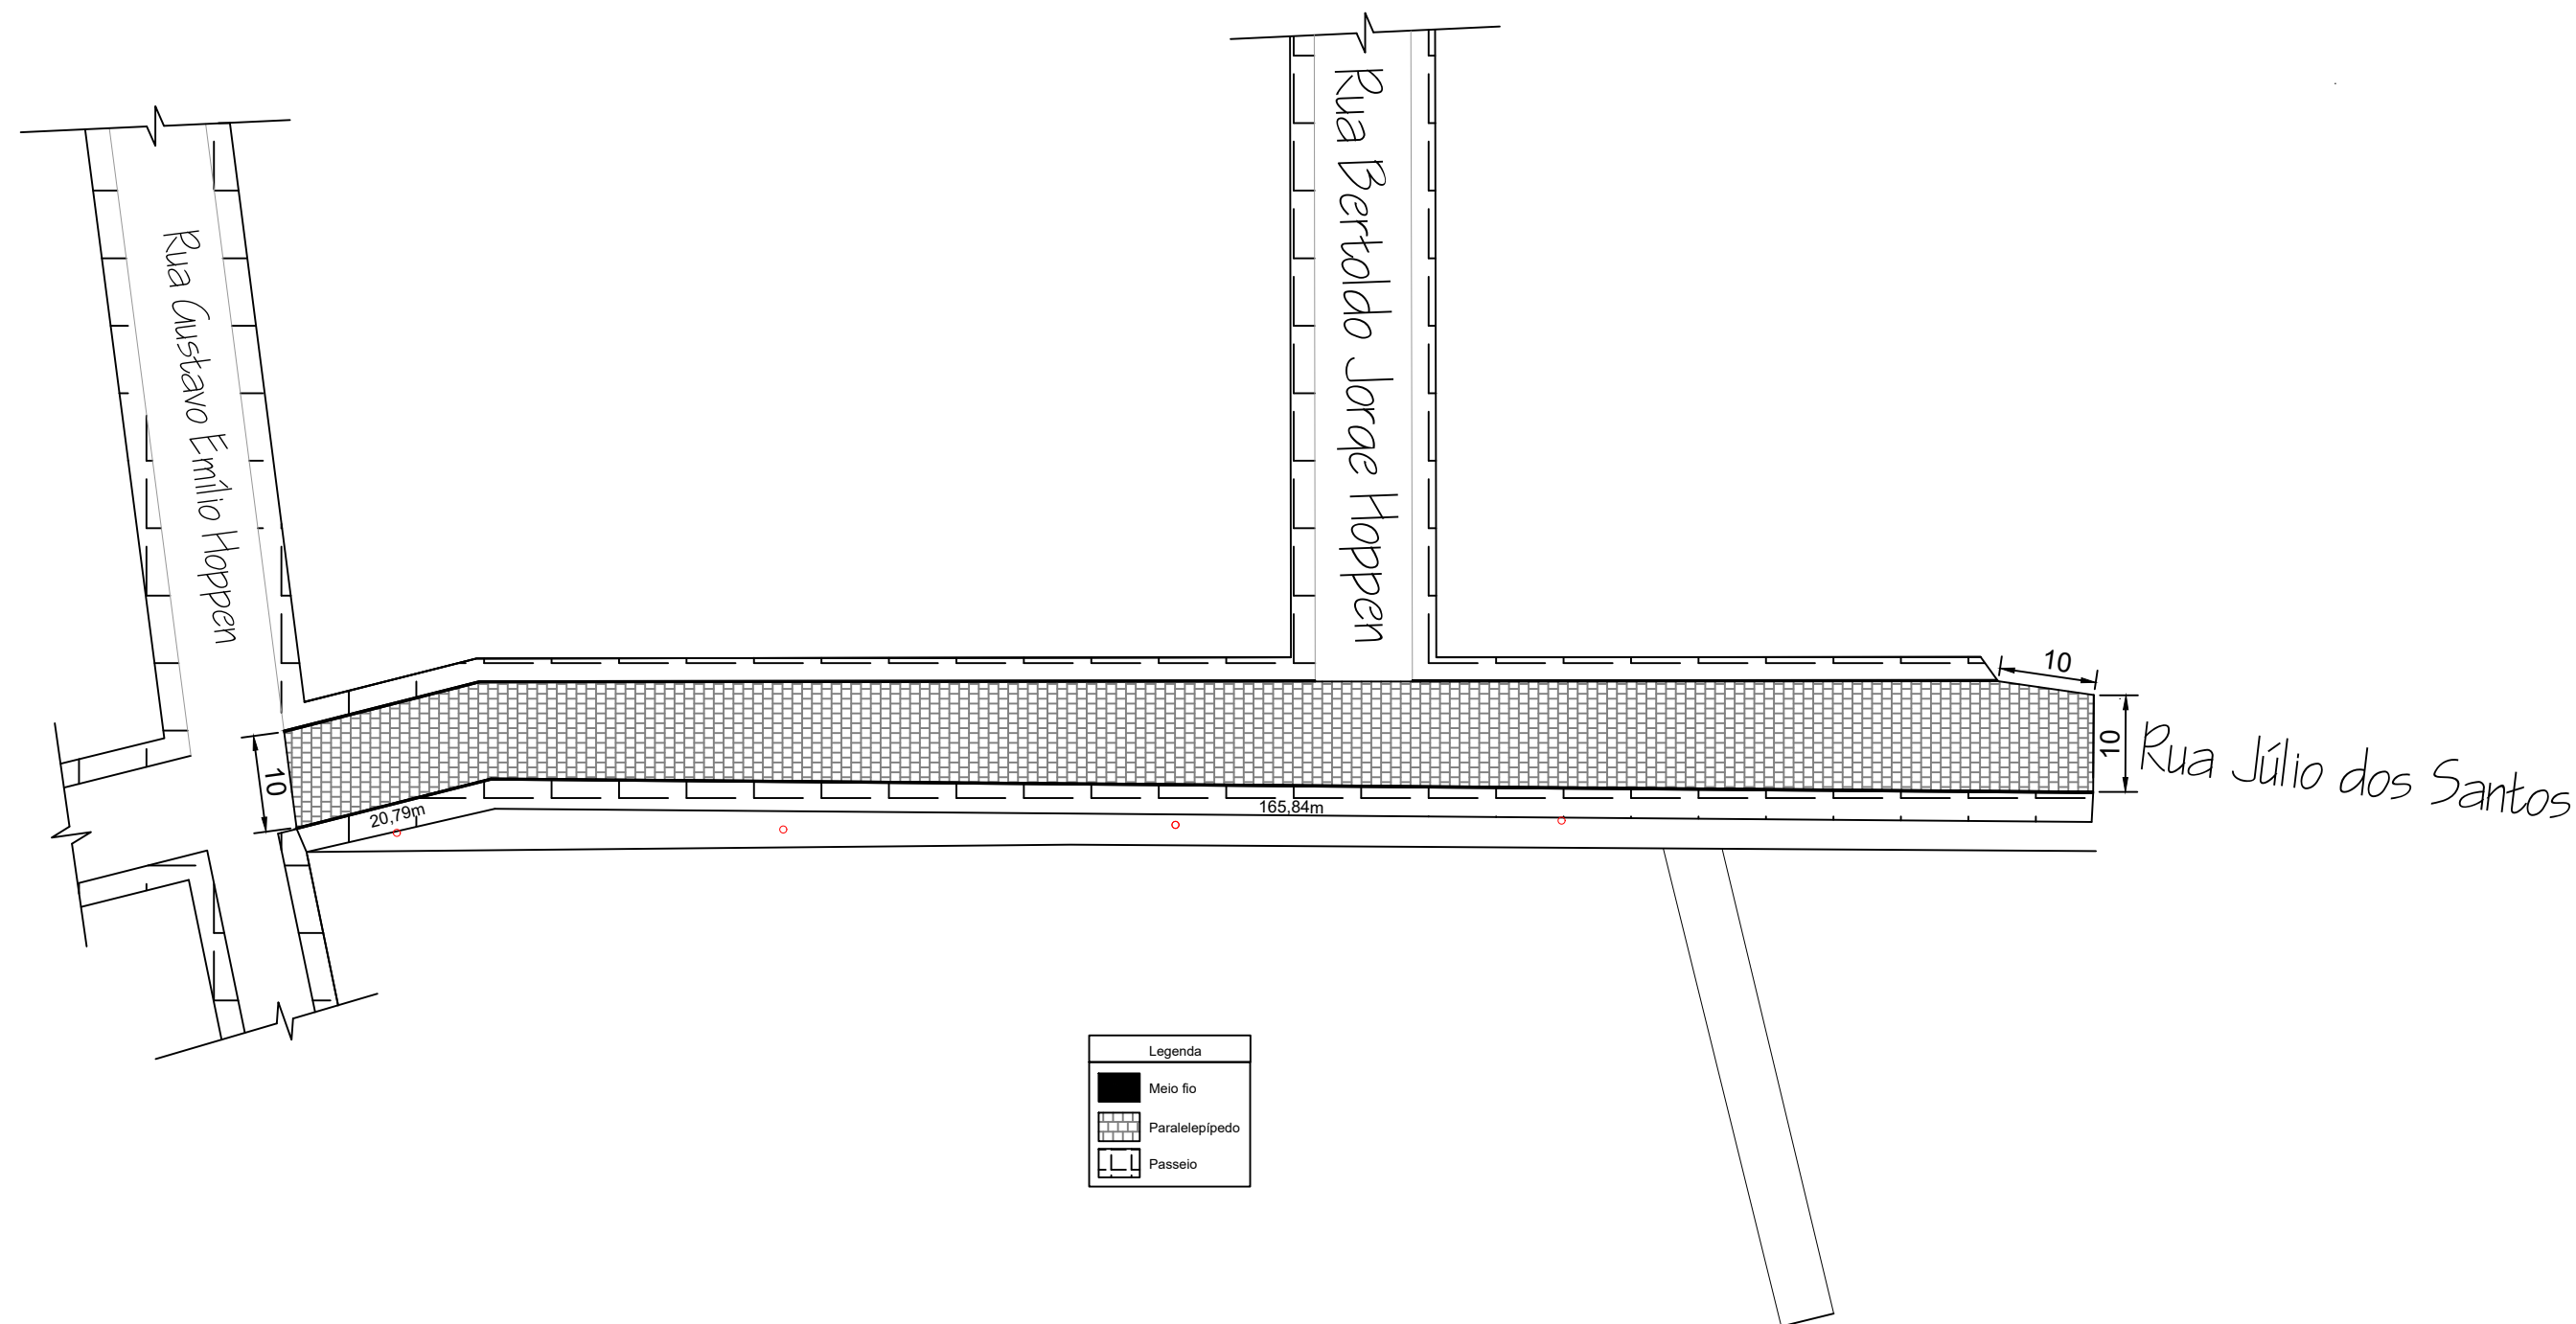 Rua Gustavo Emílio Hoppen
Rua Bertoldo Jorge Hoppen
10
10
Rua Júlio dos Santos
10
20,79m
165,84m
Legenda
Meio fio
Paralelepípedo
Passeio